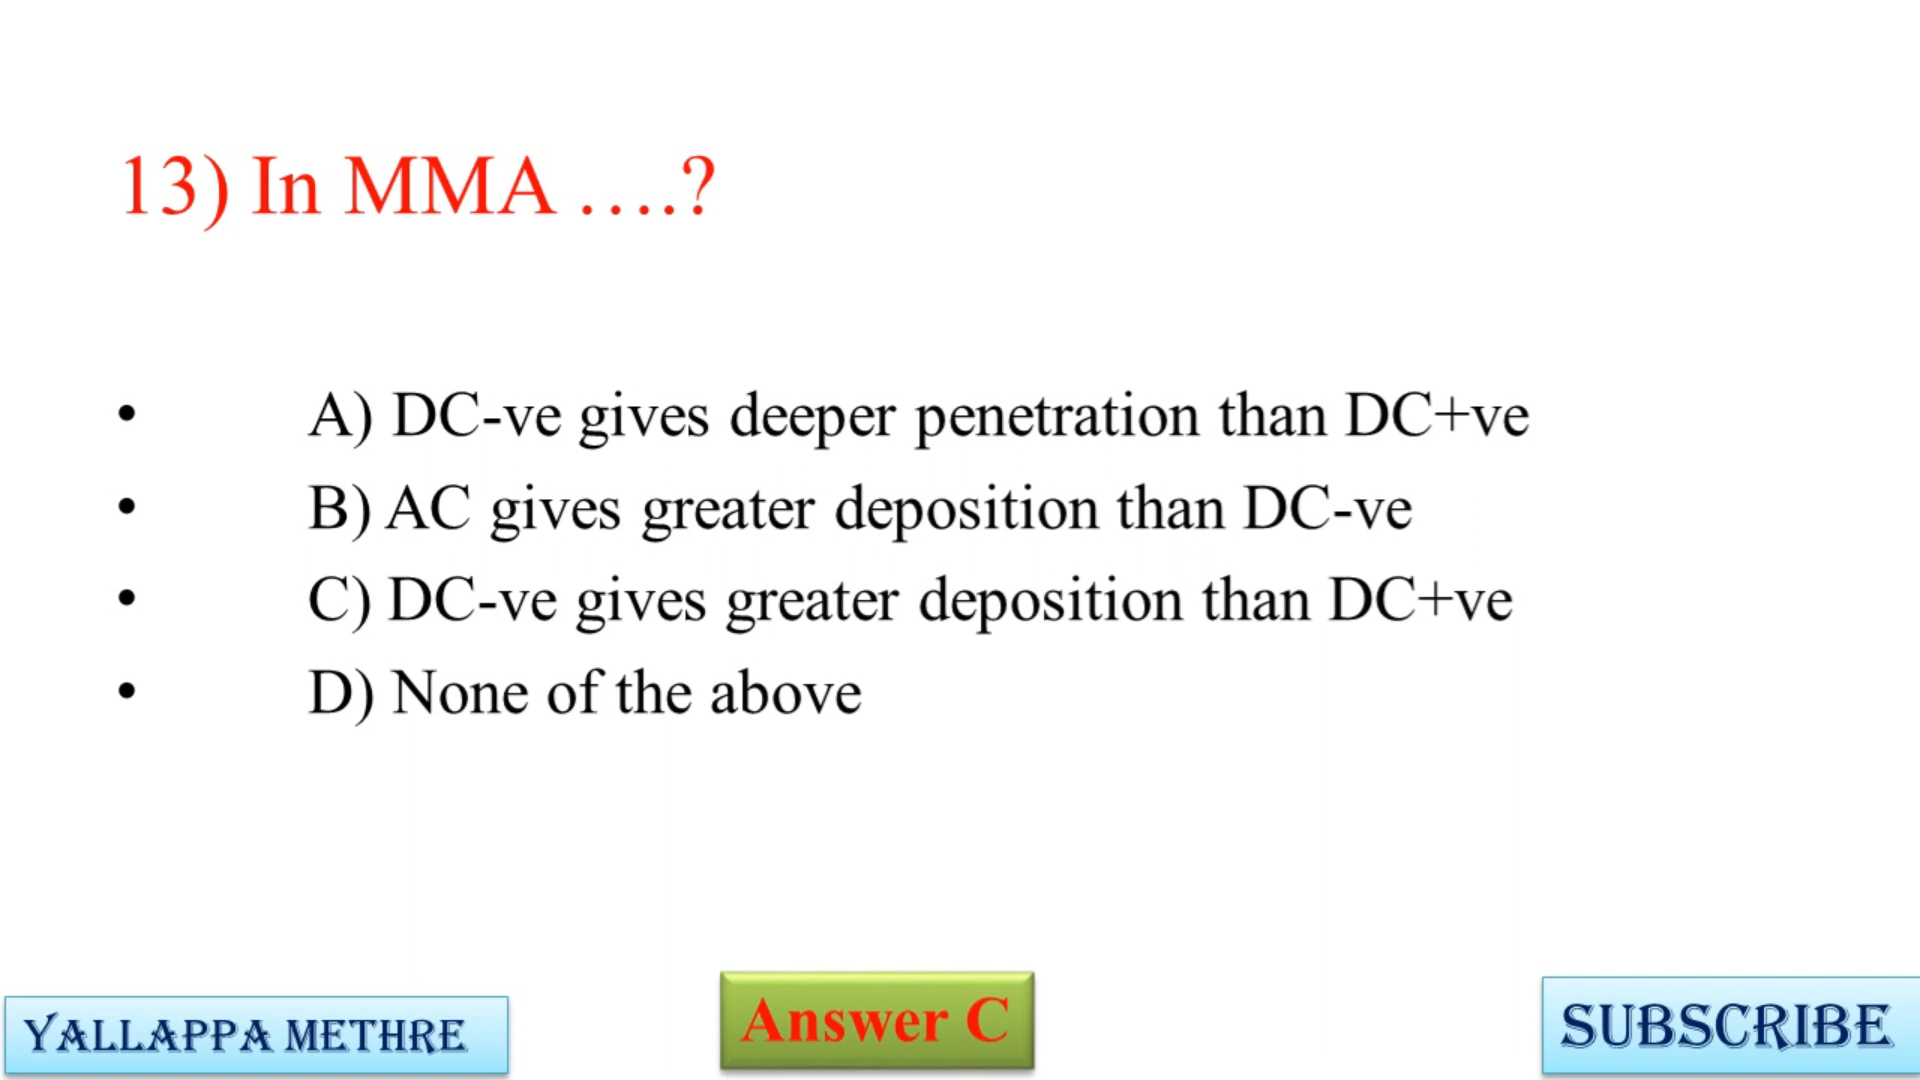 13) In MMA ….?
• A) DC-ve gives deeper penetration than DC+ve
• B) AC gives greater deposition than DC-ve
• C) DC-ve gives greater deposition than DC+ve
• D) None of the above
YALLAPPA METHRE
Answer C
SUBSCRIBE